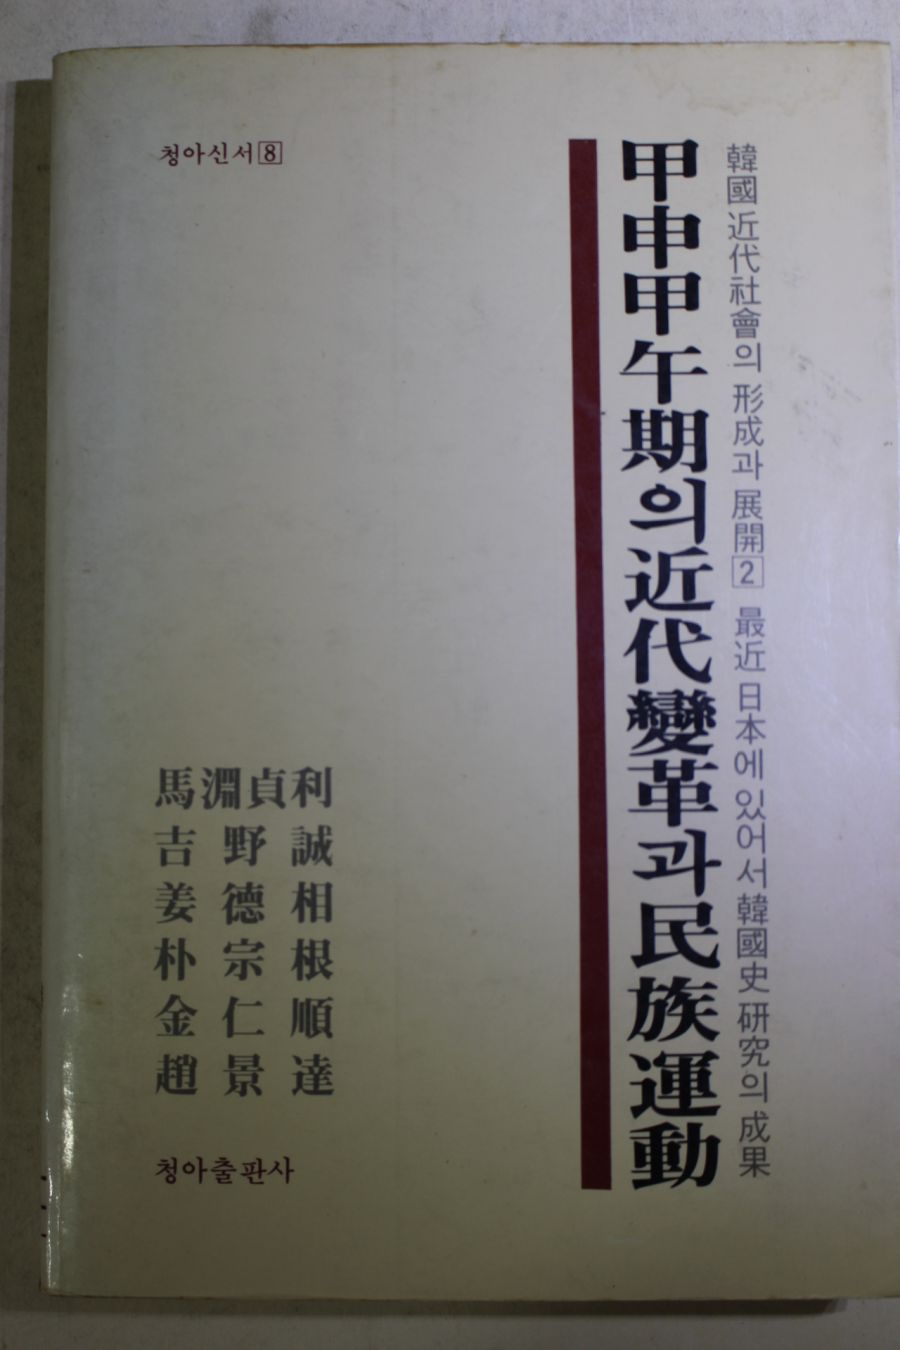 청아신서 8
韓國 近代社會의 形成과 展開 2 最近 日本에 있어서 韓國史 研究의 成果
甲申甲午期의 近代變革과 民族運動
馬淵貞利
吉野誠
姜德相
朴宗根
金仁順
趙景達
청아출판사